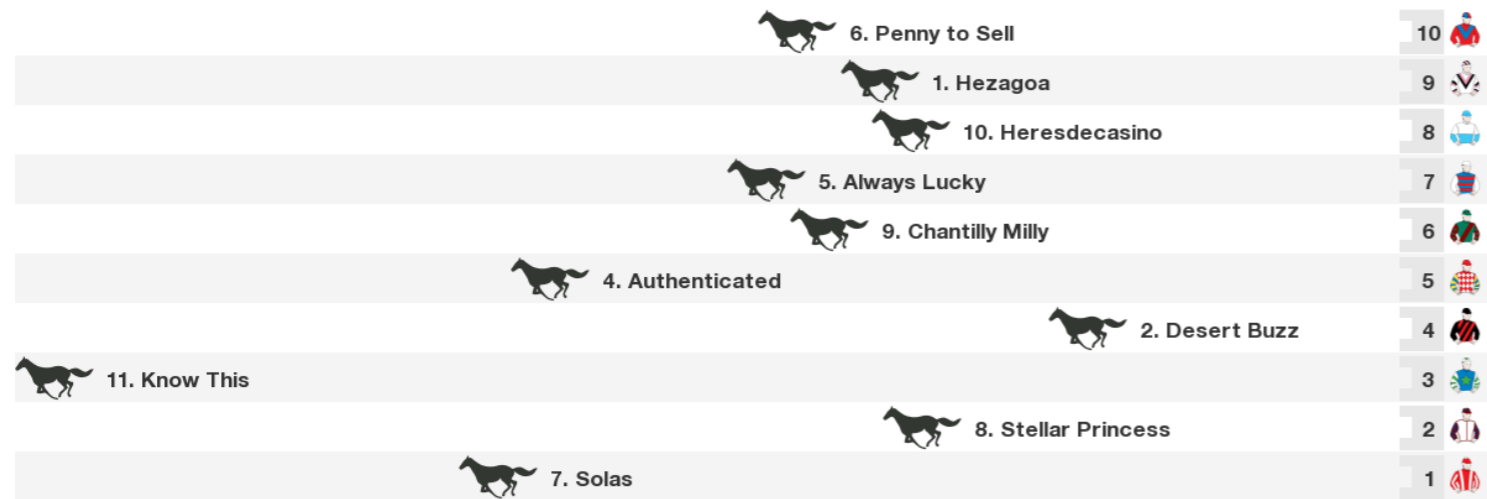 6. Penny to Sell 10
1. Hezagoa 9
10. Heresdecasino 8
5. Always Lucky 7
9. Chantilly Milly 6
4. Authenticated 5
2. Desert Buzz 4
11. Know This 3
8. Stellar Princess 2
7. Solas 1